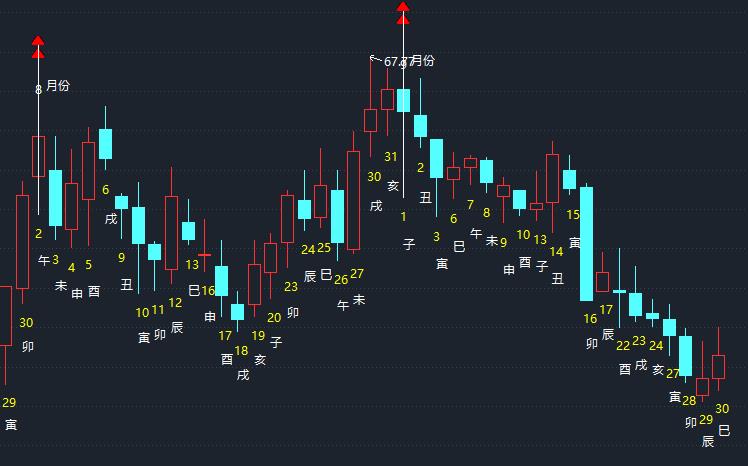 8 月份
月份
29
寅
30
卯
2
午
3
未
4
申
5
酉
6
戌
9
丑
10
寅
11
卯
12
辰
13
巳
16
申
17
酉
18
戌
19
亥
20
子
23
卯
24
辰
25
巳
26
午
27
未
30
戌
31
亥
1
子
2
丑
3
寅
6
巳
7
午
8
未
9
申
10
酉
13
子
14
丑
15
寅
16
卯
17
辰
22
酉
23
戌
24
亥
27
寅
28
卯
29
辰
30
巳